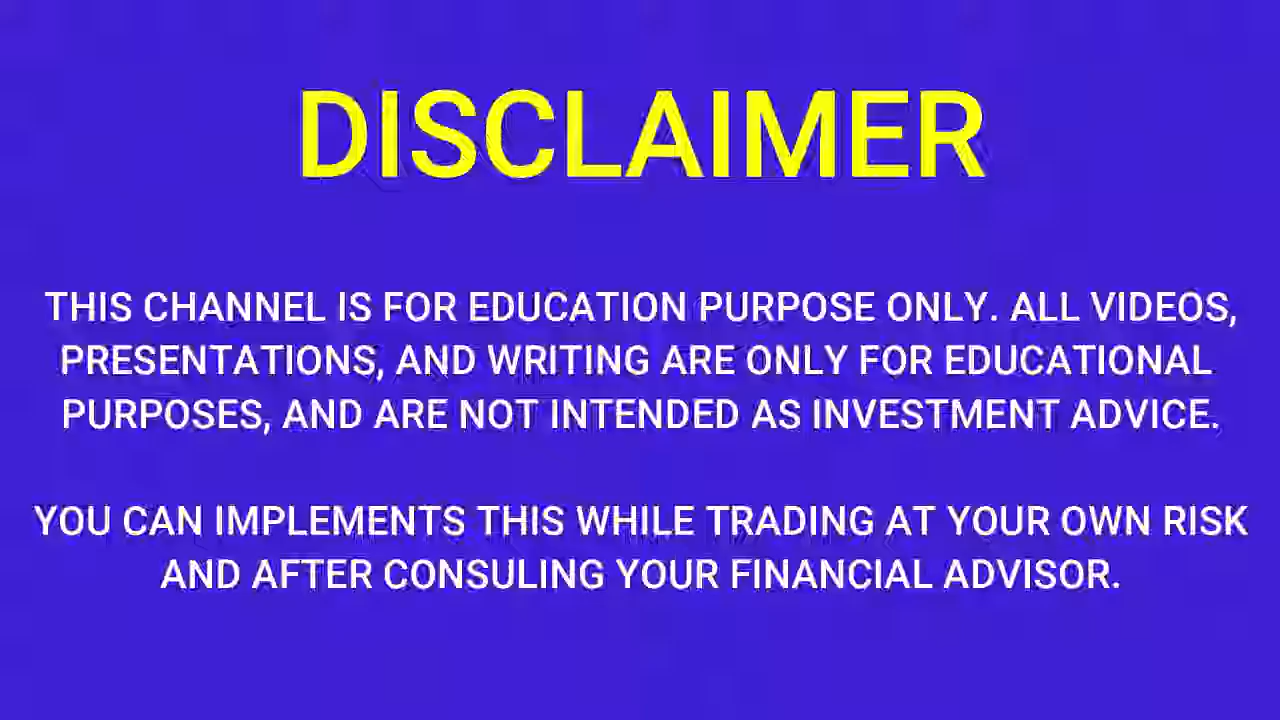 DISCLAIMER
THIS CHANNEL IS FOR EDUCATION PURPOSE ONLY. ALL VIDEOS,
PRESENTATIONS, AND WRITING ARE ONLY FOR EDUCATIONAL
PURPOSES, AND ARE NOT INTENDED AS INVESTMENT ADVICE.
YOU CAN IMPLEMENTS THIS WHILE TRADING AT YOUR OWN RISK
AND AFTER CONSULING YOUR FINANCIAL ADVISOR.